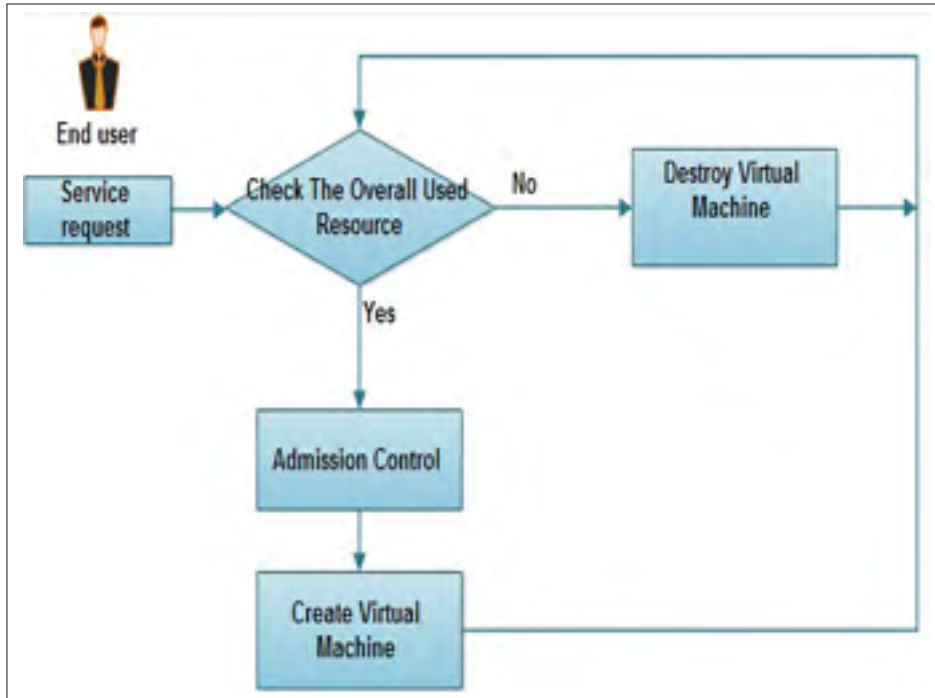 End user
Service
request
Check The Overall Used
Resource
No
Destroy Virtual
Machine
Yes
Admission Control
Create Virtual
Machine